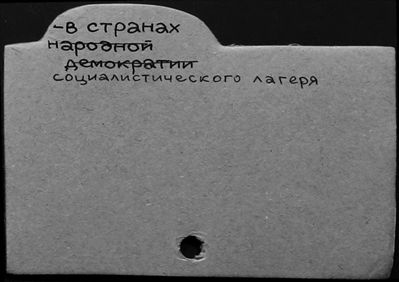 -в странах
народной
демократии
социалистического лагеря